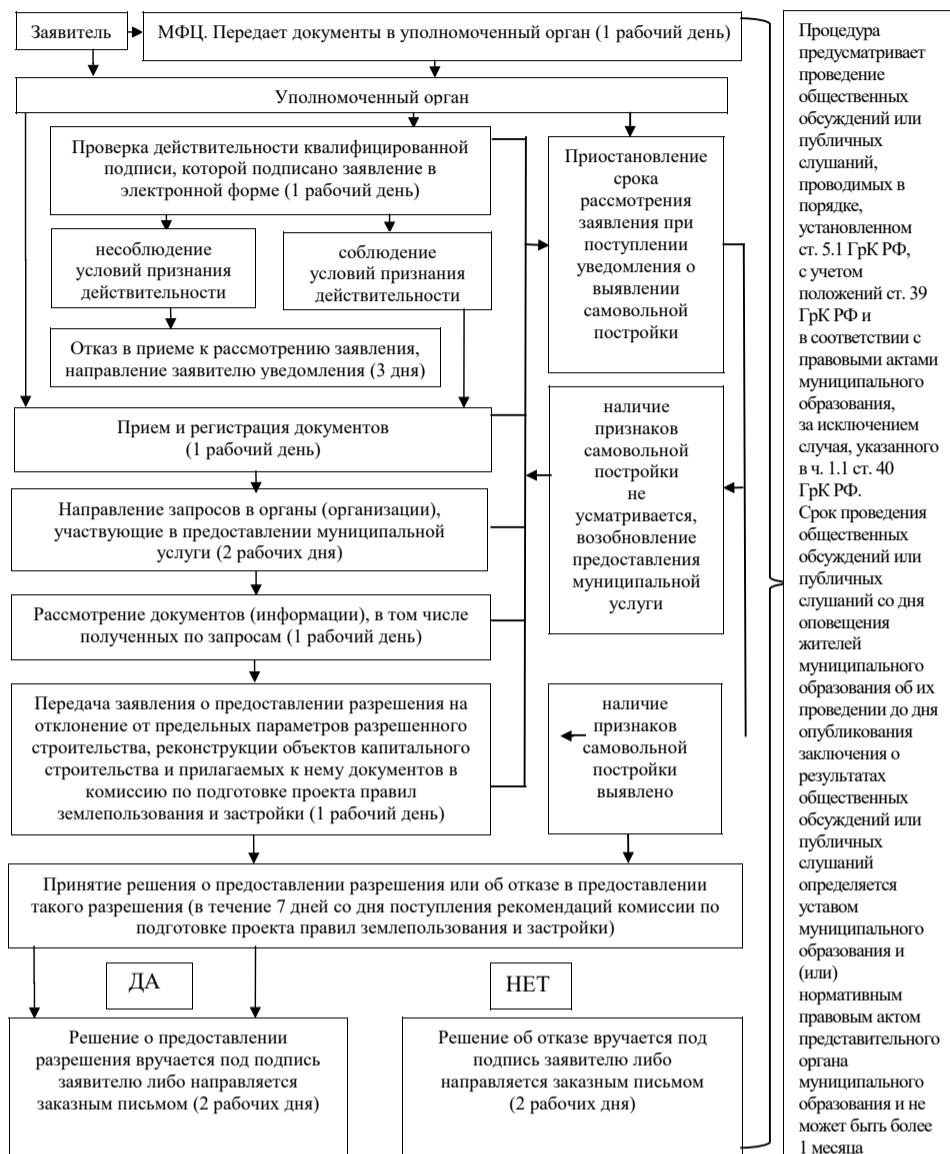 Заявитель
МФЦ. Передает документы в уполномоченный орган (1 рабочий день)
Уполномоченный орган
Проверка действительности квалифицированной
подписи, которой подписано заявление в
электронной форме (1 рабочий день)
несоблюдение
условий признания
действительности
соблюдение
условий признания
действительности
Отказ в приеме к рассмотрению заявления,
направление заявителю уведомления (3 дня)
Прием и регистрация документов
(1 рабочий день)
Направление запросов в органы (организации),
участвующие в предоставлении муниципальной
услуги (2 рабочих дня)
Рассмотрение документов (информации), в том числе
полученных по запросам (1 рабочий день)
Передача заявления о предоставлении разрешения на
отклонение от предельных параметров разрешенного
строительства, реконструкции объектов капитального
строительства и прилагаемых к нему документов в
комиссию по подготовке проекта правил
землепользования и застройки (1 рабочий день)
Приостановление
срока
рассмотрения
заявления при
поступлении
уведомления о
выявлении
самовольной
постройки
наличие
признаков
самовольной
постройки
не
усматривается,
возобновление
предоставления
муниципальной
услуги
наличие
признаков
самовольной
постройки
выявлено
Принятие решения о предоставлении разрешения или об отказе в предоставлении
такого разрешения (в течение 7 дней со дня поступления рекомендаций комиссии по
подготовке проекта правил землепользования и застройки)
ДА
НЕТ
Решение о предоставлении
разрешения вручается под подпись
заявителю либо направляется
заказным письмом (2 рабочих дня)
Решение об отказе вручается под
подпись заявителю либо
направляется заказным письмом
(2 рабочих дня)
Процедура
предусматривает
проведение
общественных
обсуждений или
публичных
слушаний,
проводимых в
порядке,
установленном
ст. 5.1 ГрК РФ,
с учетом
положений ст. 39
ГрК РФ и
в соответствии с
правовыми актами
муниципального
образования,
за исключением
случая, указанного
в ч. 1.1 ст. 40
ГрК РФ.
Срок проведения
общественных
обсуждений или
публичных
слушаний со дня
оповещения
жителей
муниципального
образования об их
проведении до дня
опубликования
заключения о
результатах
общественных
обсуждений или
публичных
слушаний
определяется
уставом
муниципального
образования и
(или)
нормативным
правовым актом
представительного
органа
муниципального
образования и не
может быть более
1 месяца